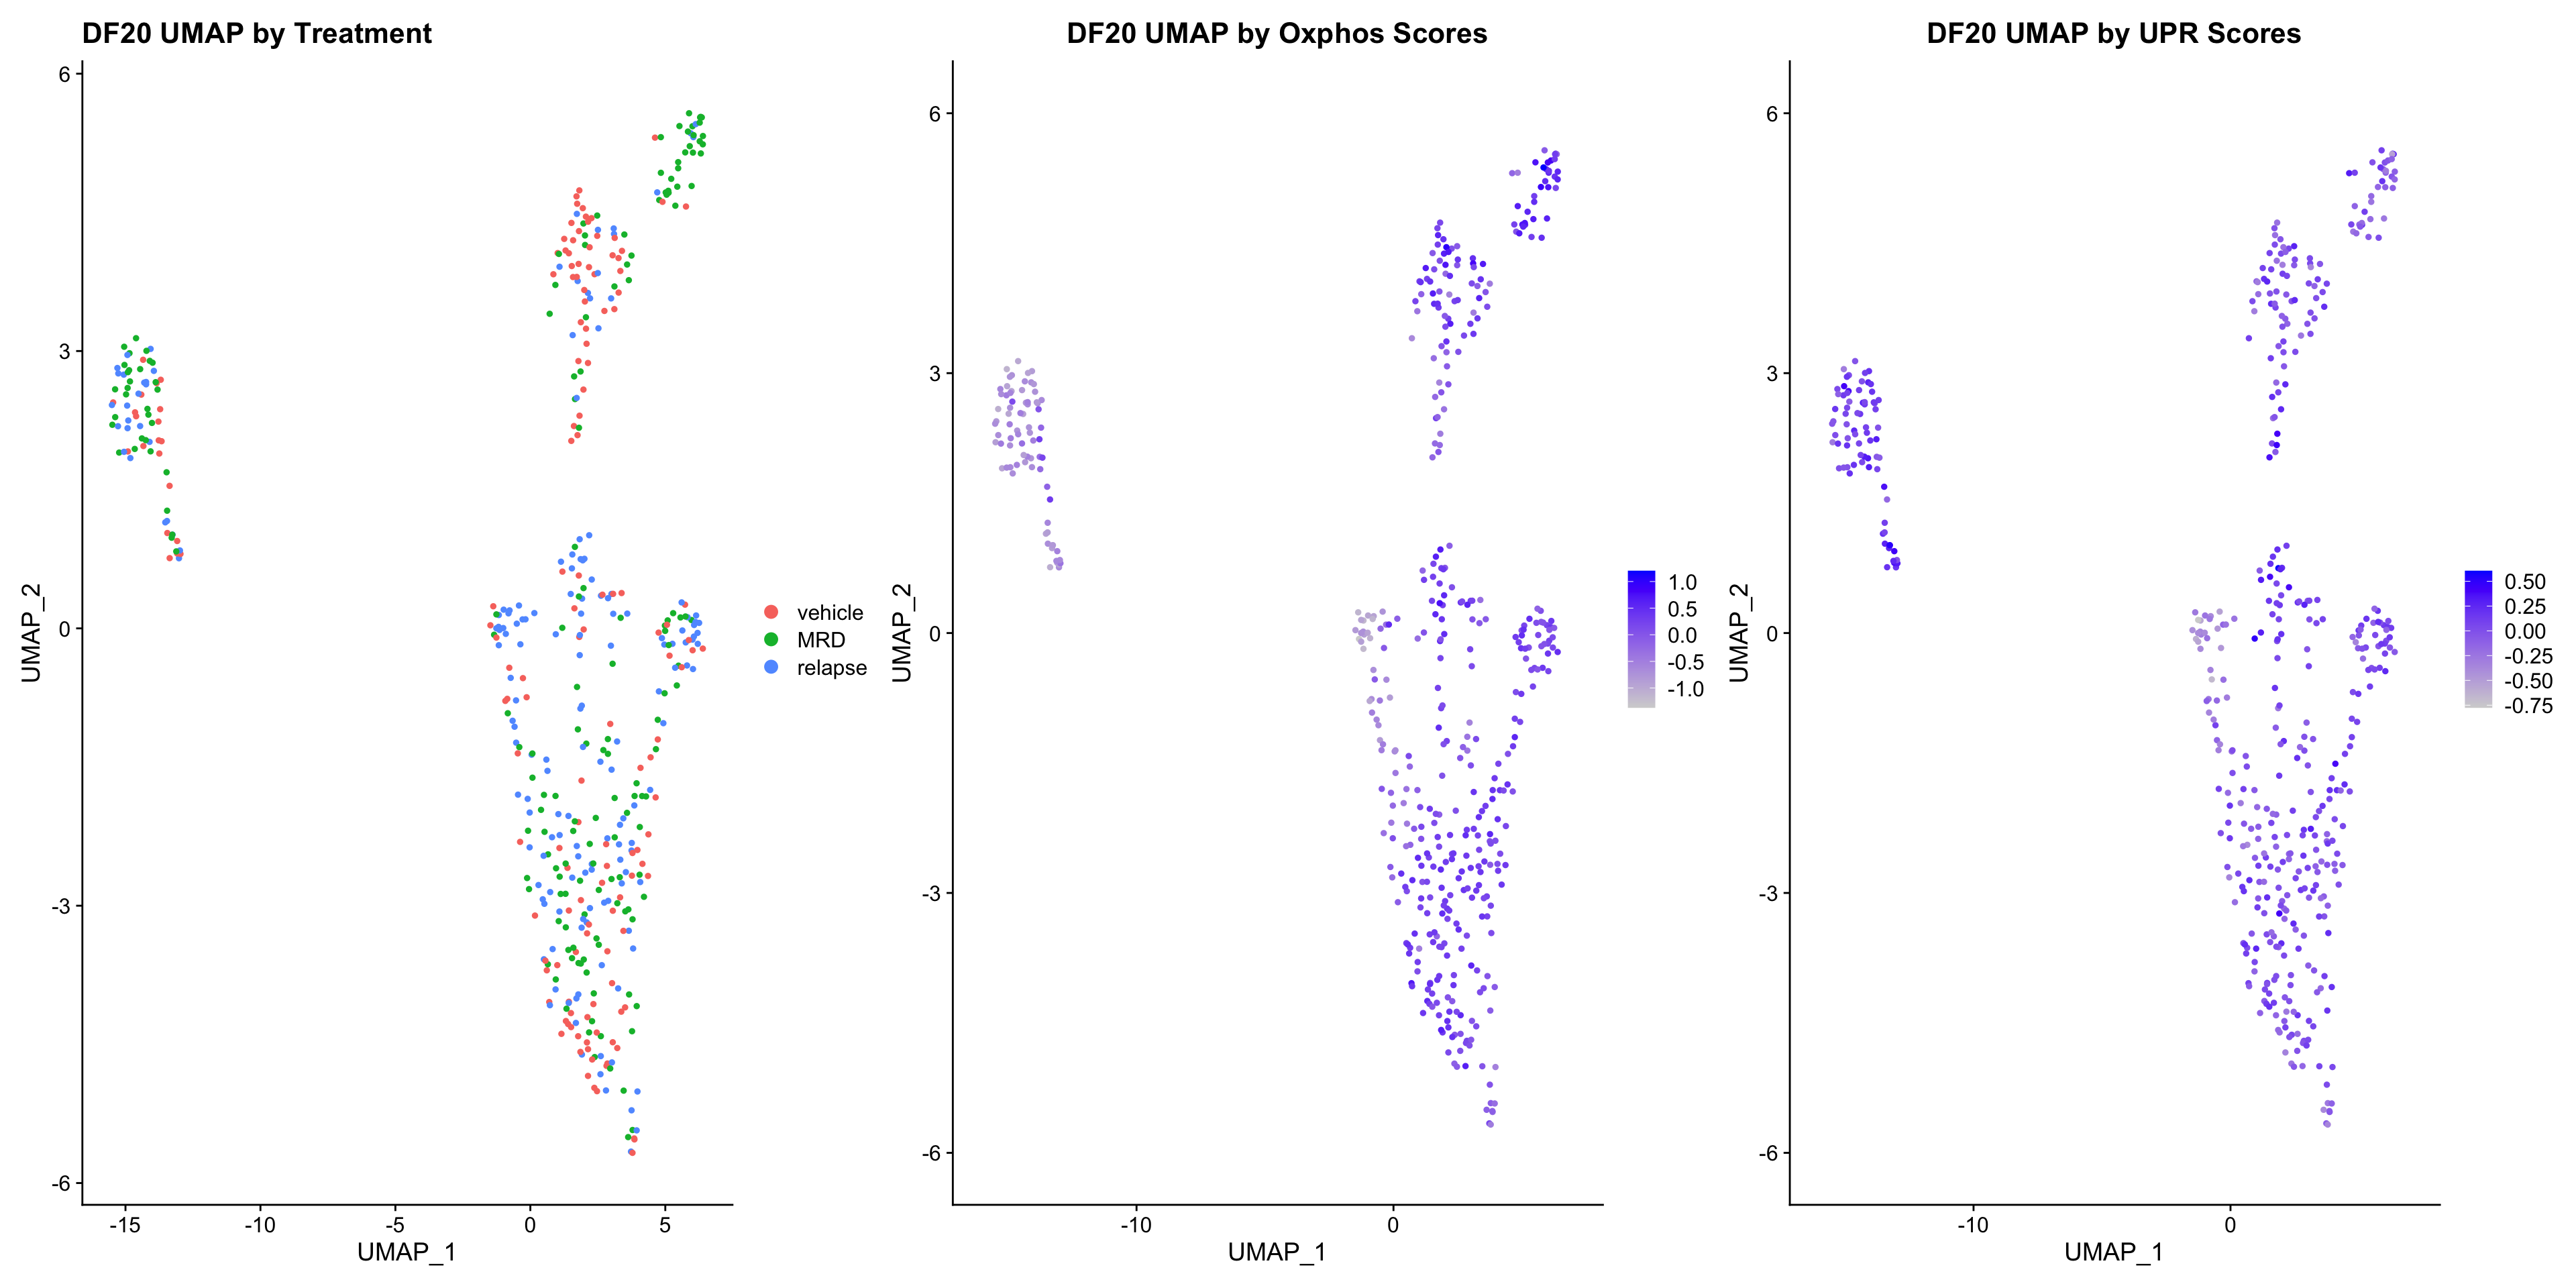 DF20 UMAP by Treatment
6
3
0
-3
-6
-15 -10 -5 0 5
UMAP_1
UMAP_2
vehicle
MRD
relapse
DF20 UMAP by Oxphos Scores
6
3
0
-3
-6
-10 0
UMAP_1
UMAP_2
1.0
0.5
0.0
-0.5
-1.0
DF20 UMAP by UPR Scores
6
3
0
-3
-6
-10 0
UMAP_1
UMAP_2
0.50
0.25
0.00
-0.25
-0.50
-0.75